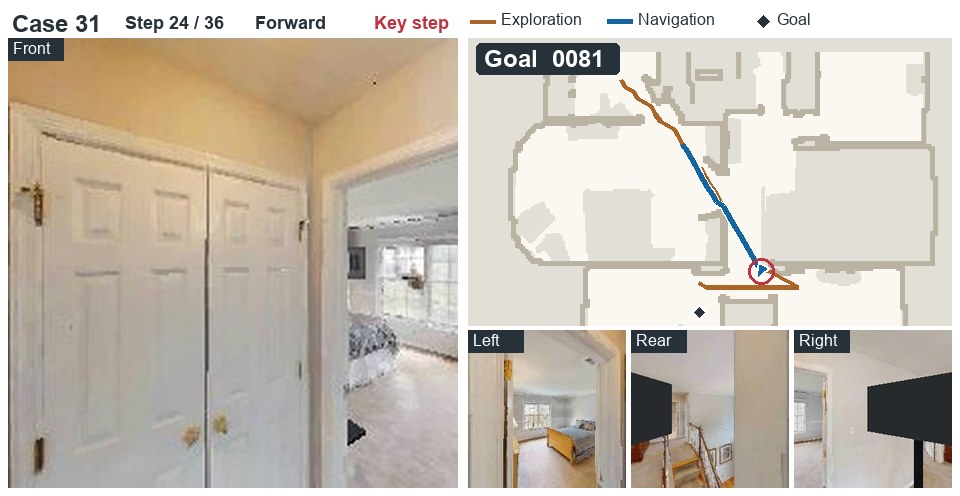 Case 31 Step 24 / 36 Forward Key step
Exploration Navigation Goal
Front
Goal 0081
Left Rear Right